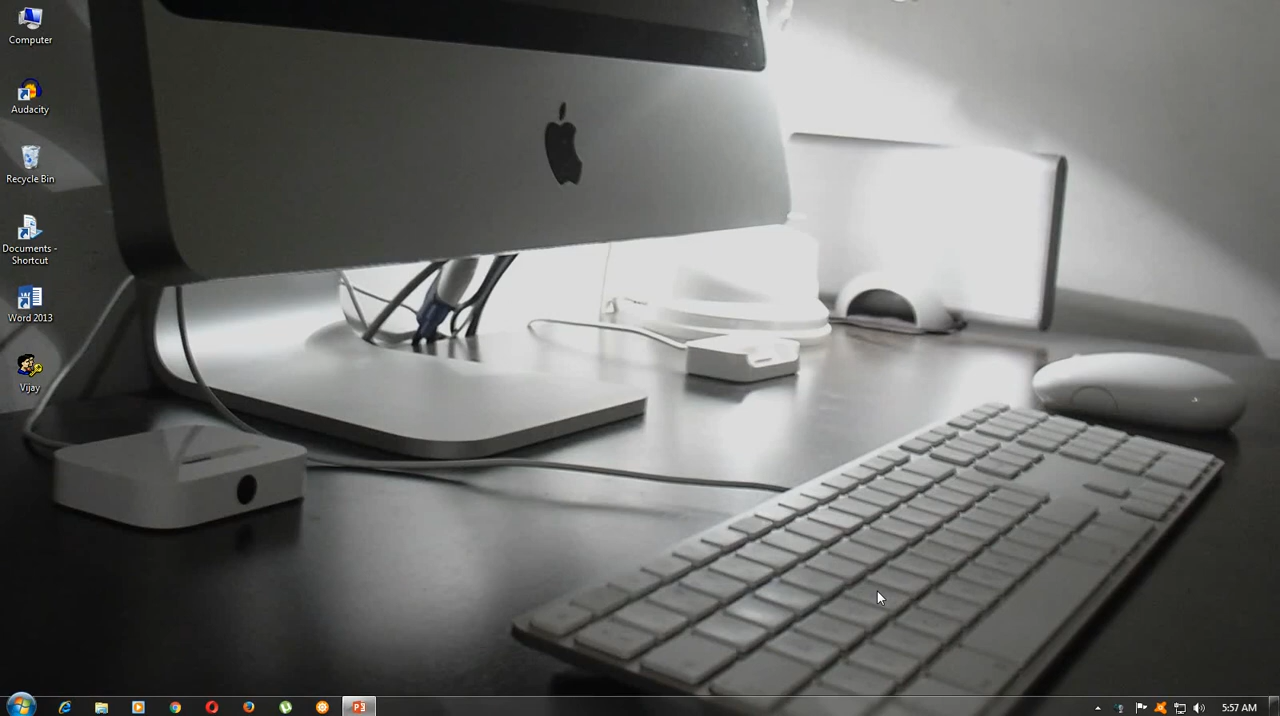 Computer
Audacity
Recycle Bin
Documents -
Shortcut
Word 2013
Vijay
5:57 AM